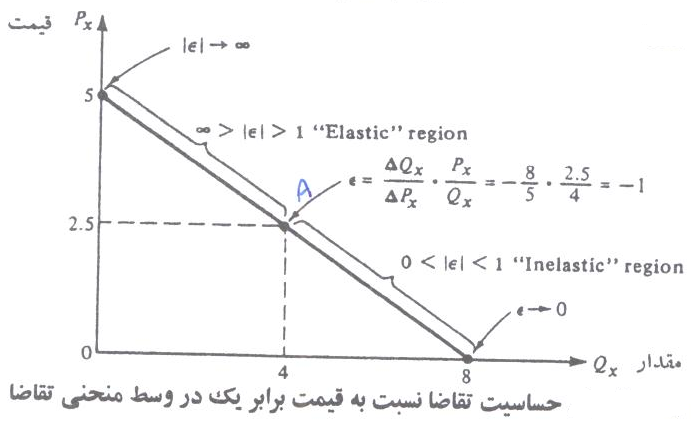 قیمت Pₓ
|ϵ| → ∞
5
∞ > |ϵ| > 1 “Elastic” region
A
ϵ = ΔQₓ/ΔPₓ · Pₓ/Qₓ = −8/5 · 2.5/4 = −1
2.5
0 < |ϵ| < 1 “Inelastic” region
ϵ → 0
0
4
8
Qₓ مقدار
حساسیت تقاضا نسبت به قیمت برابر یک در وسط منحنی تقاضا